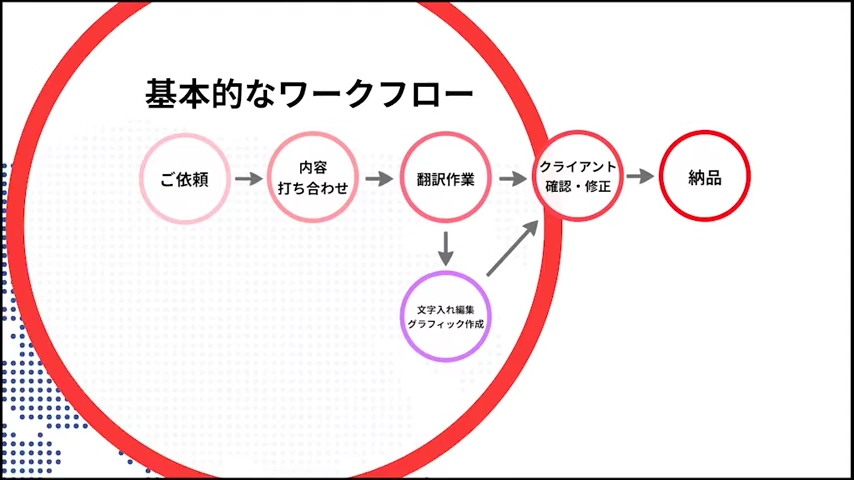 基本的なワークフロー
ご依頼
内容
打ち合わせ
翻訳作業
クライアント
確認・修正
納品
文字入れ編集
グラフィック作成